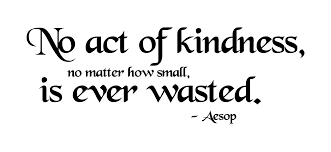 No act of kindness,
no matter how small,
is ever wasted.
- Aesop